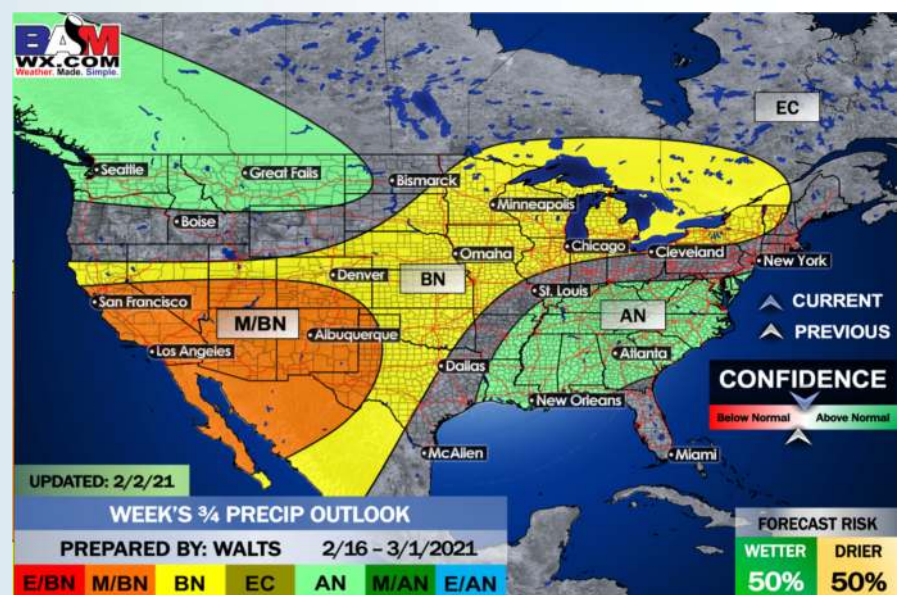 BAM
WX.COM
Weather. Made. Simple.
EC
Seattle
Great Falls
Bismarck
Boise
Minneapolis
Omaha
Chicago
Cleveland
New York
Denver
BN
St. Louis
San Francisco
M/BN
AN
CURRENT
PREVIOUS
Albuquerque
Los Angeles
Dallas
Atlanta
CONFIDENCE
Below Normal
Above Normal
New Orleans
McAllen
Miami
UPDATED: 2/2/21
WEEK'S ¾ PRECIP OUTLOOK
PREPARED BY: WALTS 2/16 – 3/1/2021
E/BN M/BN BN EC AN M/AN E/AN
FORECAST RISK
WETTER DRIER
50% 50%